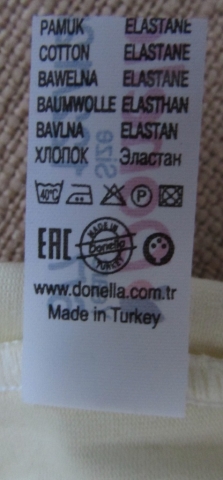 PAMUK ELASTANE
COTTON ELASTANE
BAWELNA ELASTANE
BAUMWOLLE ELASTHAN
BAVLNA ELASTAN
ХЛОПОК Эластан
40°C P
EAC MADE IN Donella TURKEY
www.donella.com.tr
Made in Turkey